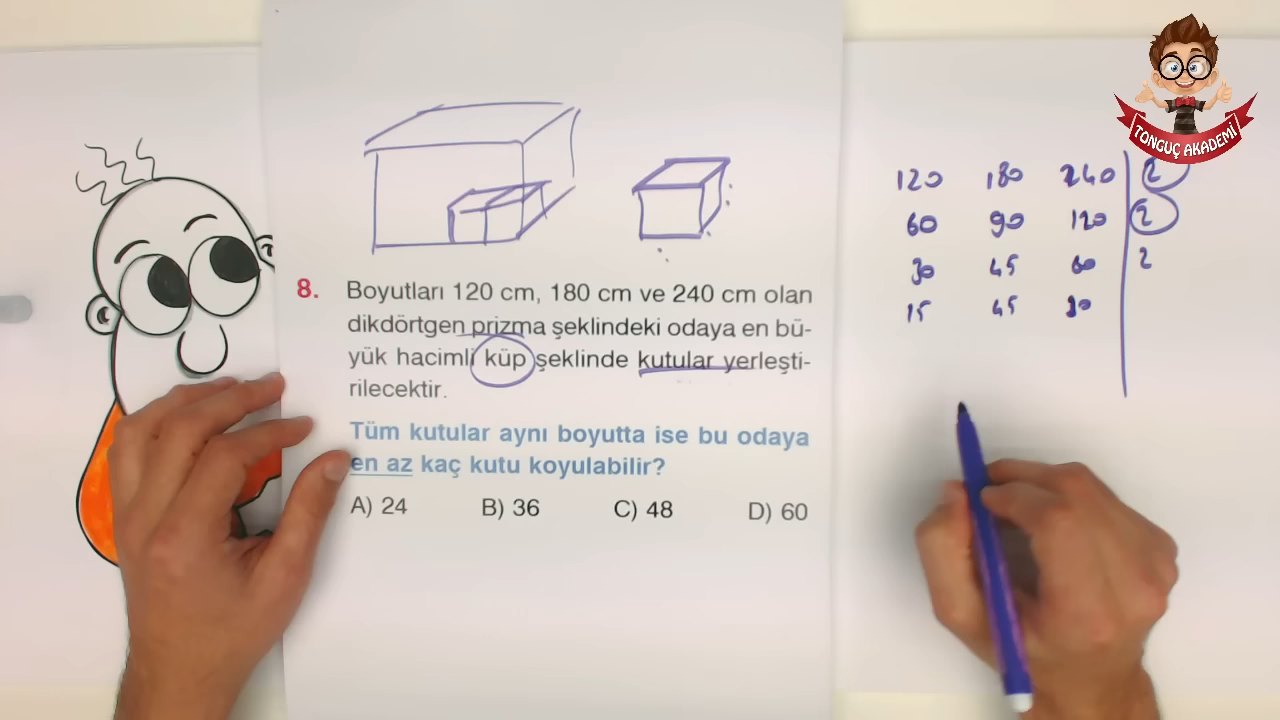 TONGUÇ AKADEMİ
120 180 240 2
60 90 120 2
30 45 60 2
15 45 30
8. Boyutları 120 cm, 180 cm ve 240 cm olan
dikdörtgen prizma şeklindeki odaya en bü-
yük hacimli küp şeklinde kutular yerleşti-
rilecektir.
Tüm kutular aynı boyutta ise bu odaya
en az kaç kutu koyulabilir?
A) 24 B) 36 C) 48 D) 60